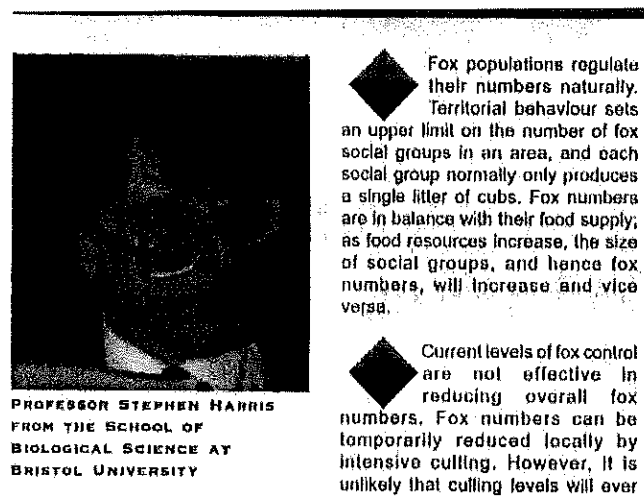 PROFESSOR STEPHEN HARRIS
FROM THE SCHOOL OF
BIOLOGICAL SCIENCE AT
BRISTOL UNIVERSITY
Fox populations regulate
their numbers naturally.
Territorial behaviour sets
an upper limit on the number of fox
social groups in an area, and each
social group normally only produces
a single litter of cubs. Fox numbers
are in balance with their food supply;
as food resources increase, the size
of social groups, and hence fox
numbers, will increase and vice
versa.
Current levels of fox control
are not effective in
reducing overall fox
numbers. Fox numbers can be
temporarily reduced locally by
intensive culling. However, it is
unlikely that culling levels will ever